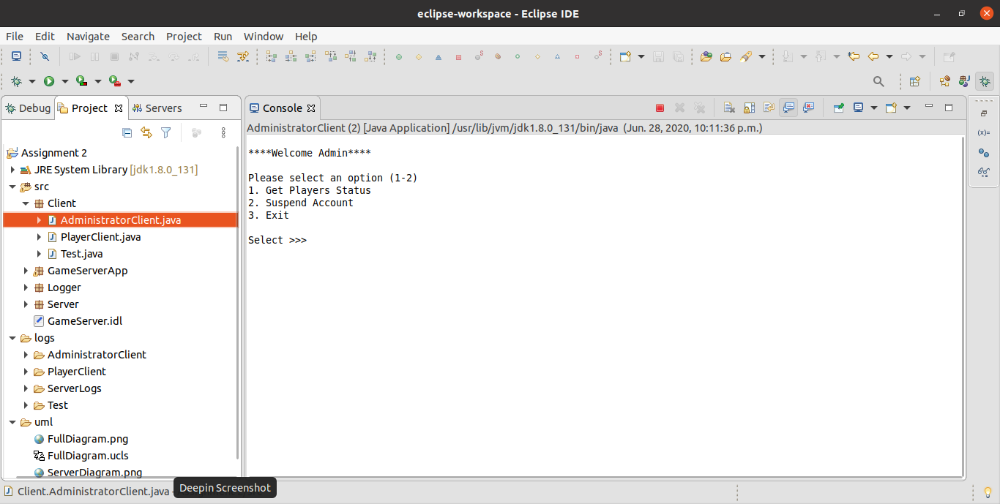 eclipse-workspace - Eclipse IDE
File Edit Navigate Search Project Run Window Help
Debug Project Servers
Console
AdministratorClient (2) [Java Application] /usr/lib/jvm/jdk1.8.0_131/bin/java (Jun. 28, 2020, 10:11:36 p.m.)
Assignment 2
JRE System Library [jdk1.8.0_131]
src
Client
AdministratorClient.java
PlayerClient.java
Test.java
GameServerApp
Logger
Server
GameServer.idl
logs
AdministratorClient
PlayerClient
ServerLogs
Test
uml
FullDiagram.png
FullDiagram.ucls
ServerDiagram.png
****Welcome Admin****
Please select an option (1-2)
1. Get Players Status
2. Suspend Account
3. Exit
Select >>>
(x)=
Client.AdministratorClient.java -
Deepin Screenshot